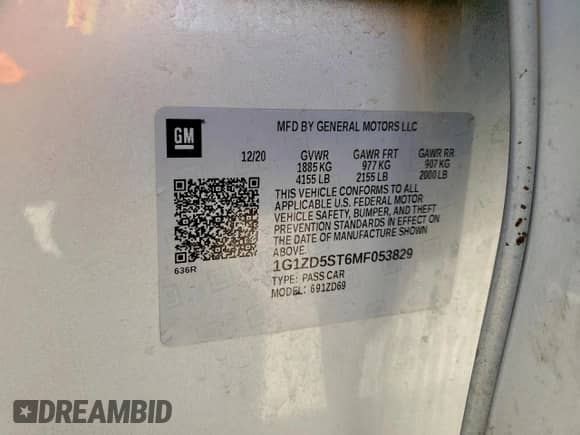 GM
MFD BY GENERAL MOTORS LLC
12/20 GVWR GAWR FRT GAWR RR
1885 KG 977 KG 907 KG
4155 LB 2155 LB 2000 LB
THIS VEHICLE CONFORMS TO ALL
APPLICABLE U.S. FEDERAL MOTOR
VEHICLE SAFETY, BUMPER, AND THEFT
PREVENTION STANDARDS IN EFFECT ON
THE DATE OF MANUFACTURE SHOWN
ABOVE.
636R
1G1ZD5ST6MF053829
TYPE: PASS CAR
MODEL: 691ZD69
DREAMBID